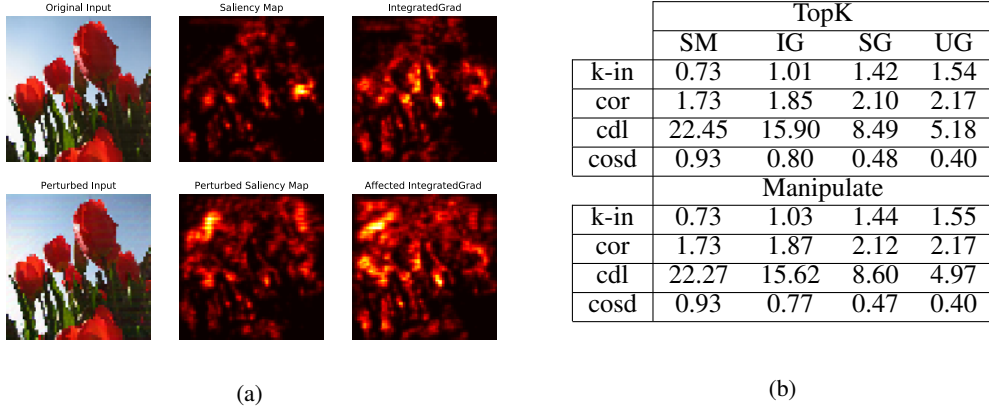 Original Input Saliency Map IntegratedGrad
Perturbed Input Perturbed Saliency Map Affected IntegratedGrad
(a)
TopK
SM IG SG UG
k-in 0.73 1.01 1.42 1.54
cor 1.73 1.85 2.10 2.17
cdl 22.45 15.90 8.49 5.18
cosd 0.93 0.80 0.48 0.40
Manipulate
k-in 0.73 1.03 1.44 1.55
cor 1.73 1.87 2.12 2.17
cdl 22.27 15.62 8.60 4.97
cosd 0.93 0.77 0.47 0.40
(b)